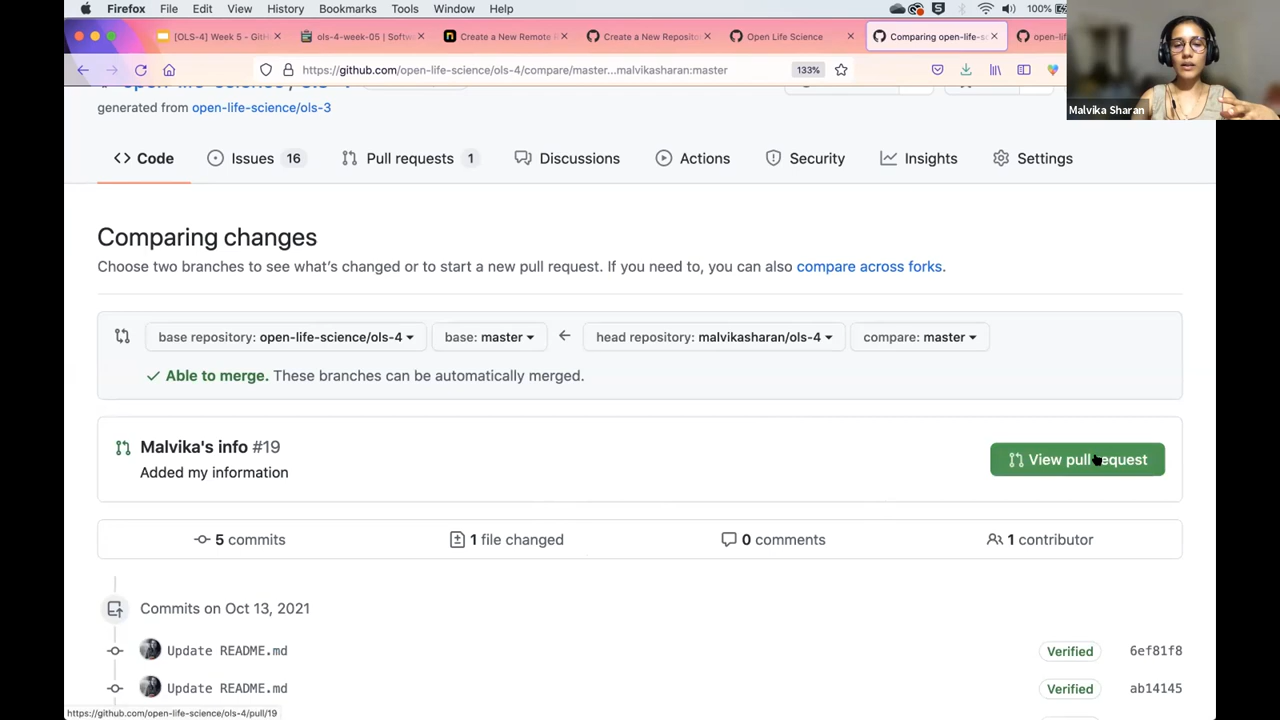 Firefox File Edit View History Bookmarks Tools Window Help 100%
[OLS-4] Week 5 - GitH ols-4-week-05 | Softw Create a New Remote Create a New Reposito Open Life Science Comparing open-life-sc open-lif
https://github.com/open-life-science/ols-4/compare/master...malvikasharan:master 133%
Malvika Sharan
generated from open-life-science/ols-3
Code Issues 16 Pull requests 1 Discussions Actions Security Insights Settings
Comparing changes
Choose two branches to see what's changed or to start a new pull request. If you need to, you can also compare across forks.
base repository: open-life-science/ols-4 base: master head repository: malvikasharan/ols-4 compare: master
Able to merge. These branches can be automatically merged.
Malvika's info #19
View pull request
Added my information
5 commits 1 file changed 0 comments 1 contributor
Commits on Oct 13, 2021
Update README.md Verified 6ef81f8
Update README.md Verified ab14145
https://github.com/open-life-science/ols-4/pull/19